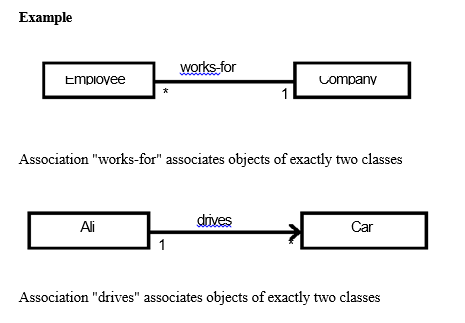 Example
works-for
Employee
Company
*
1
Association "works-for" associates objects of exactly two classes
drives
Ali
Car
1
*
Association "drives" associates objects of exactly two classes